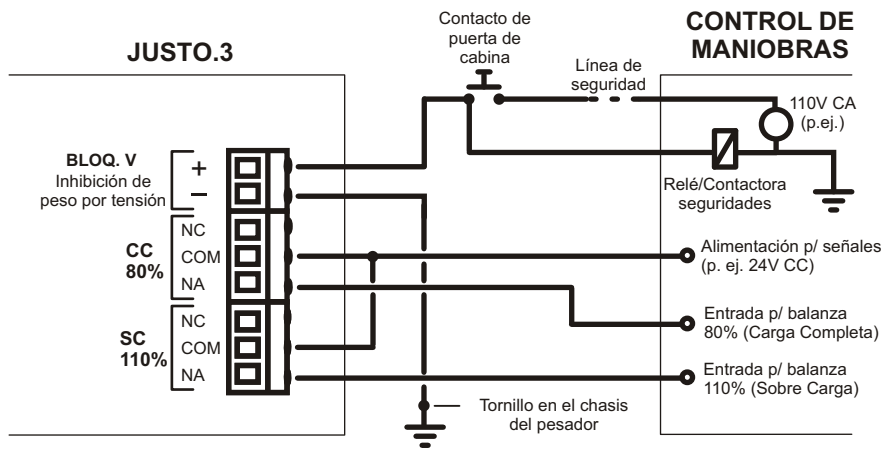 JUSTO.3
Contacto de
puerta de
cabina
Línea de
seguridad
CONTROL DE
MANIOBRAS
110V CA
(p.ej.)
BLOQ. V
Inhibición de
peso por tensión
+
–
Relé/Contactora
seguridades
CC
80%
NC
COM
NA
SC
110%
NC
COM
NA
Alimentación p/ señales
(p. ej. 24V CC)
Entrada p/ balanza
80% (Carga Completa)
Entrada p/ balanza
110% (Sobre Carga)
Tornillo en el chasis
del pesador